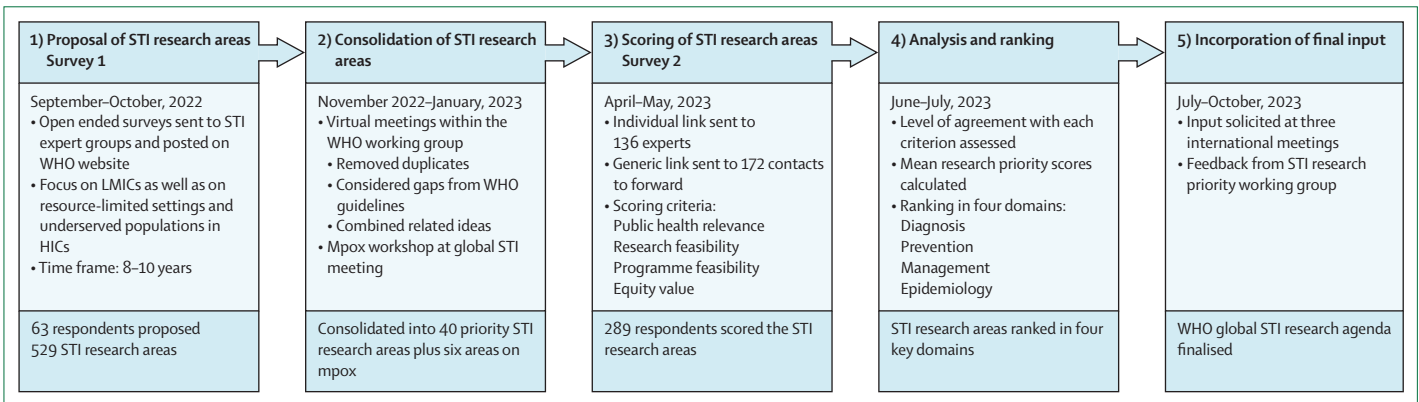 1) Proposal of STI research areas
Survey 1
September–October, 2022
• Open ended surveys sent to STI
expert groups and posted on
WHO website
• Focus on LMICs as well as on
resource-limited settings and
underserved populations in
HICs
• Time frame: 8–10 years
63 respondents proposed
529 STI research areas
2) Consolidation of STI research
areas
November 2022–January, 2023
• Virtual meetings within the
WHO working group
• Removed duplicates
• Considered gaps from WHO
guidelines
• Combined related ideas
• Mpox workshop at global STI
meeting
Consolidated into 40 priority STI
research areas plus six areas on
mpox
3) Scoring of STI research areas
Survey 2
April–May, 2023
• Individual link sent to
136 experts
• Generic link sent to 172 contacts
to forward
• Scoring criteria:
Public health relevance
Research feasibility
Programme feasibility
Equity value
289 respondents scored the STI
research areas
4) Analysis and ranking
June–July, 2023
• Level of agreement with each
criterion assessed
• Mean research priority scores
calculated
• Ranking in four domains:
Diagnosis
Prevention
Management
Epidemiology
STI research areas ranked in four
key domains
5) Incorporation of final input
July–October, 2023
• Input solicited at three
international meetings
• Feedback from STI research
priority working group
WHO global STI research agenda
finalised